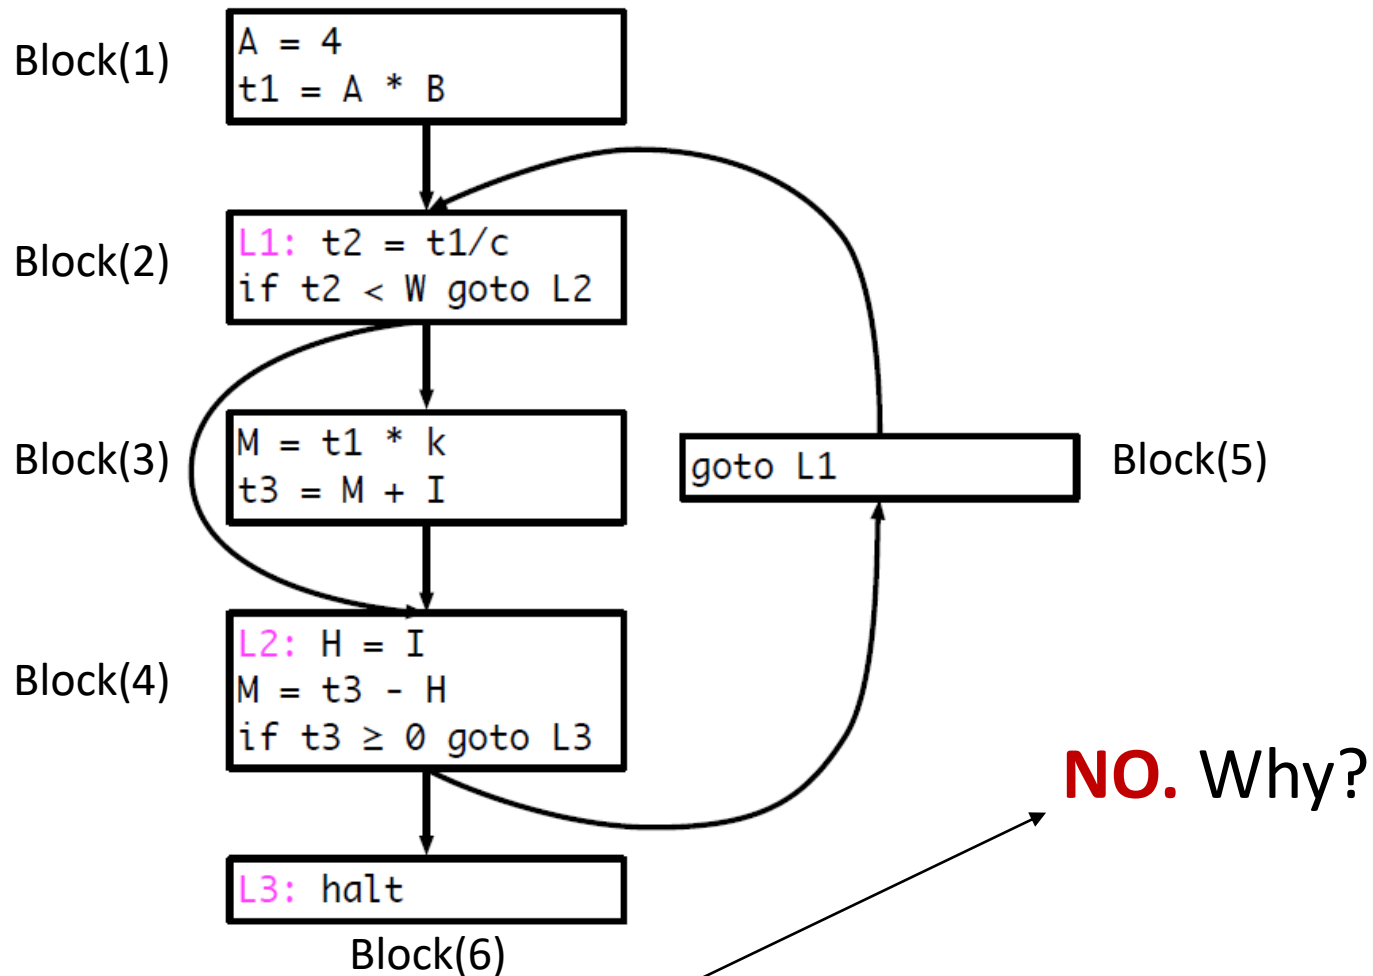 Block(1)
A = 4
t1 = A * B
Block(2)
L1: t2 = t1/c
if t2 < W goto L2
Block(3)
M = t1 * k
t3 = M + I
goto L1
Block(5)
Block(4)
L2: H = I
M = t3 - H
if t3 ≥ 0 goto L3
NO. Why?
L3: halt
Block(6)